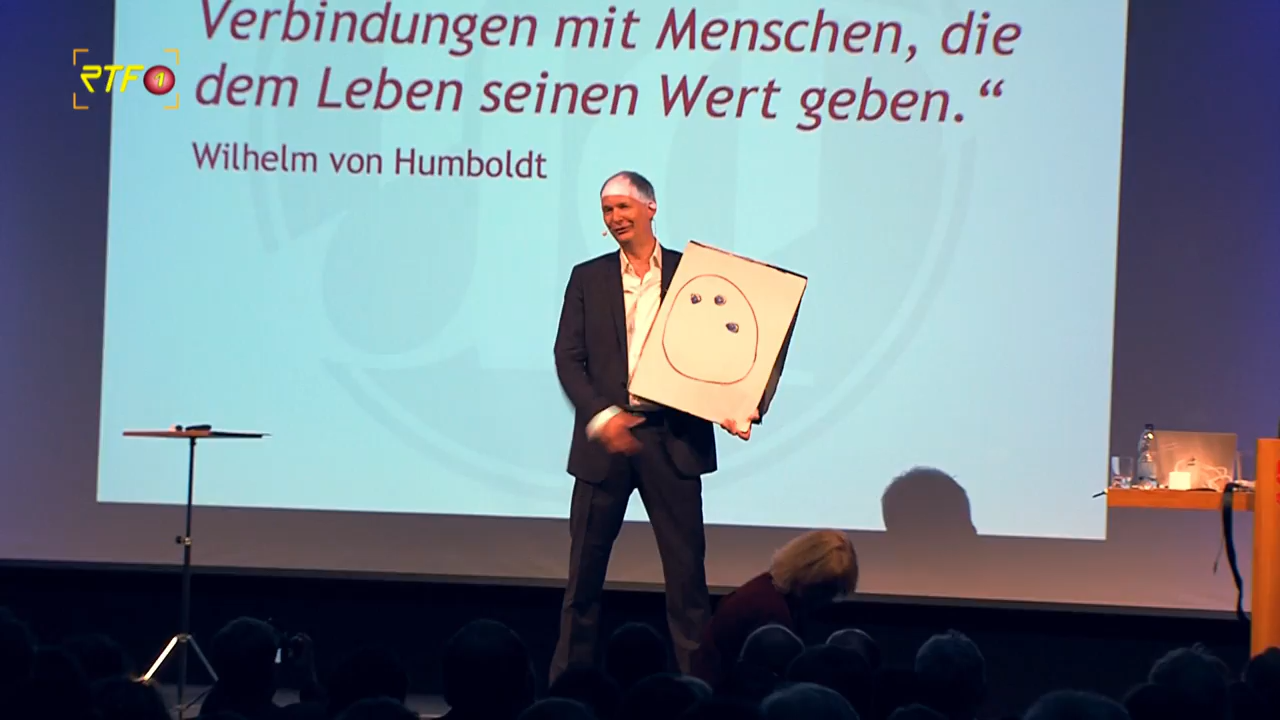 Verbindungen mit Menschen, die
dem Leben seinen Wert geben.“
Wilhelm von Humboldt
RTF 1